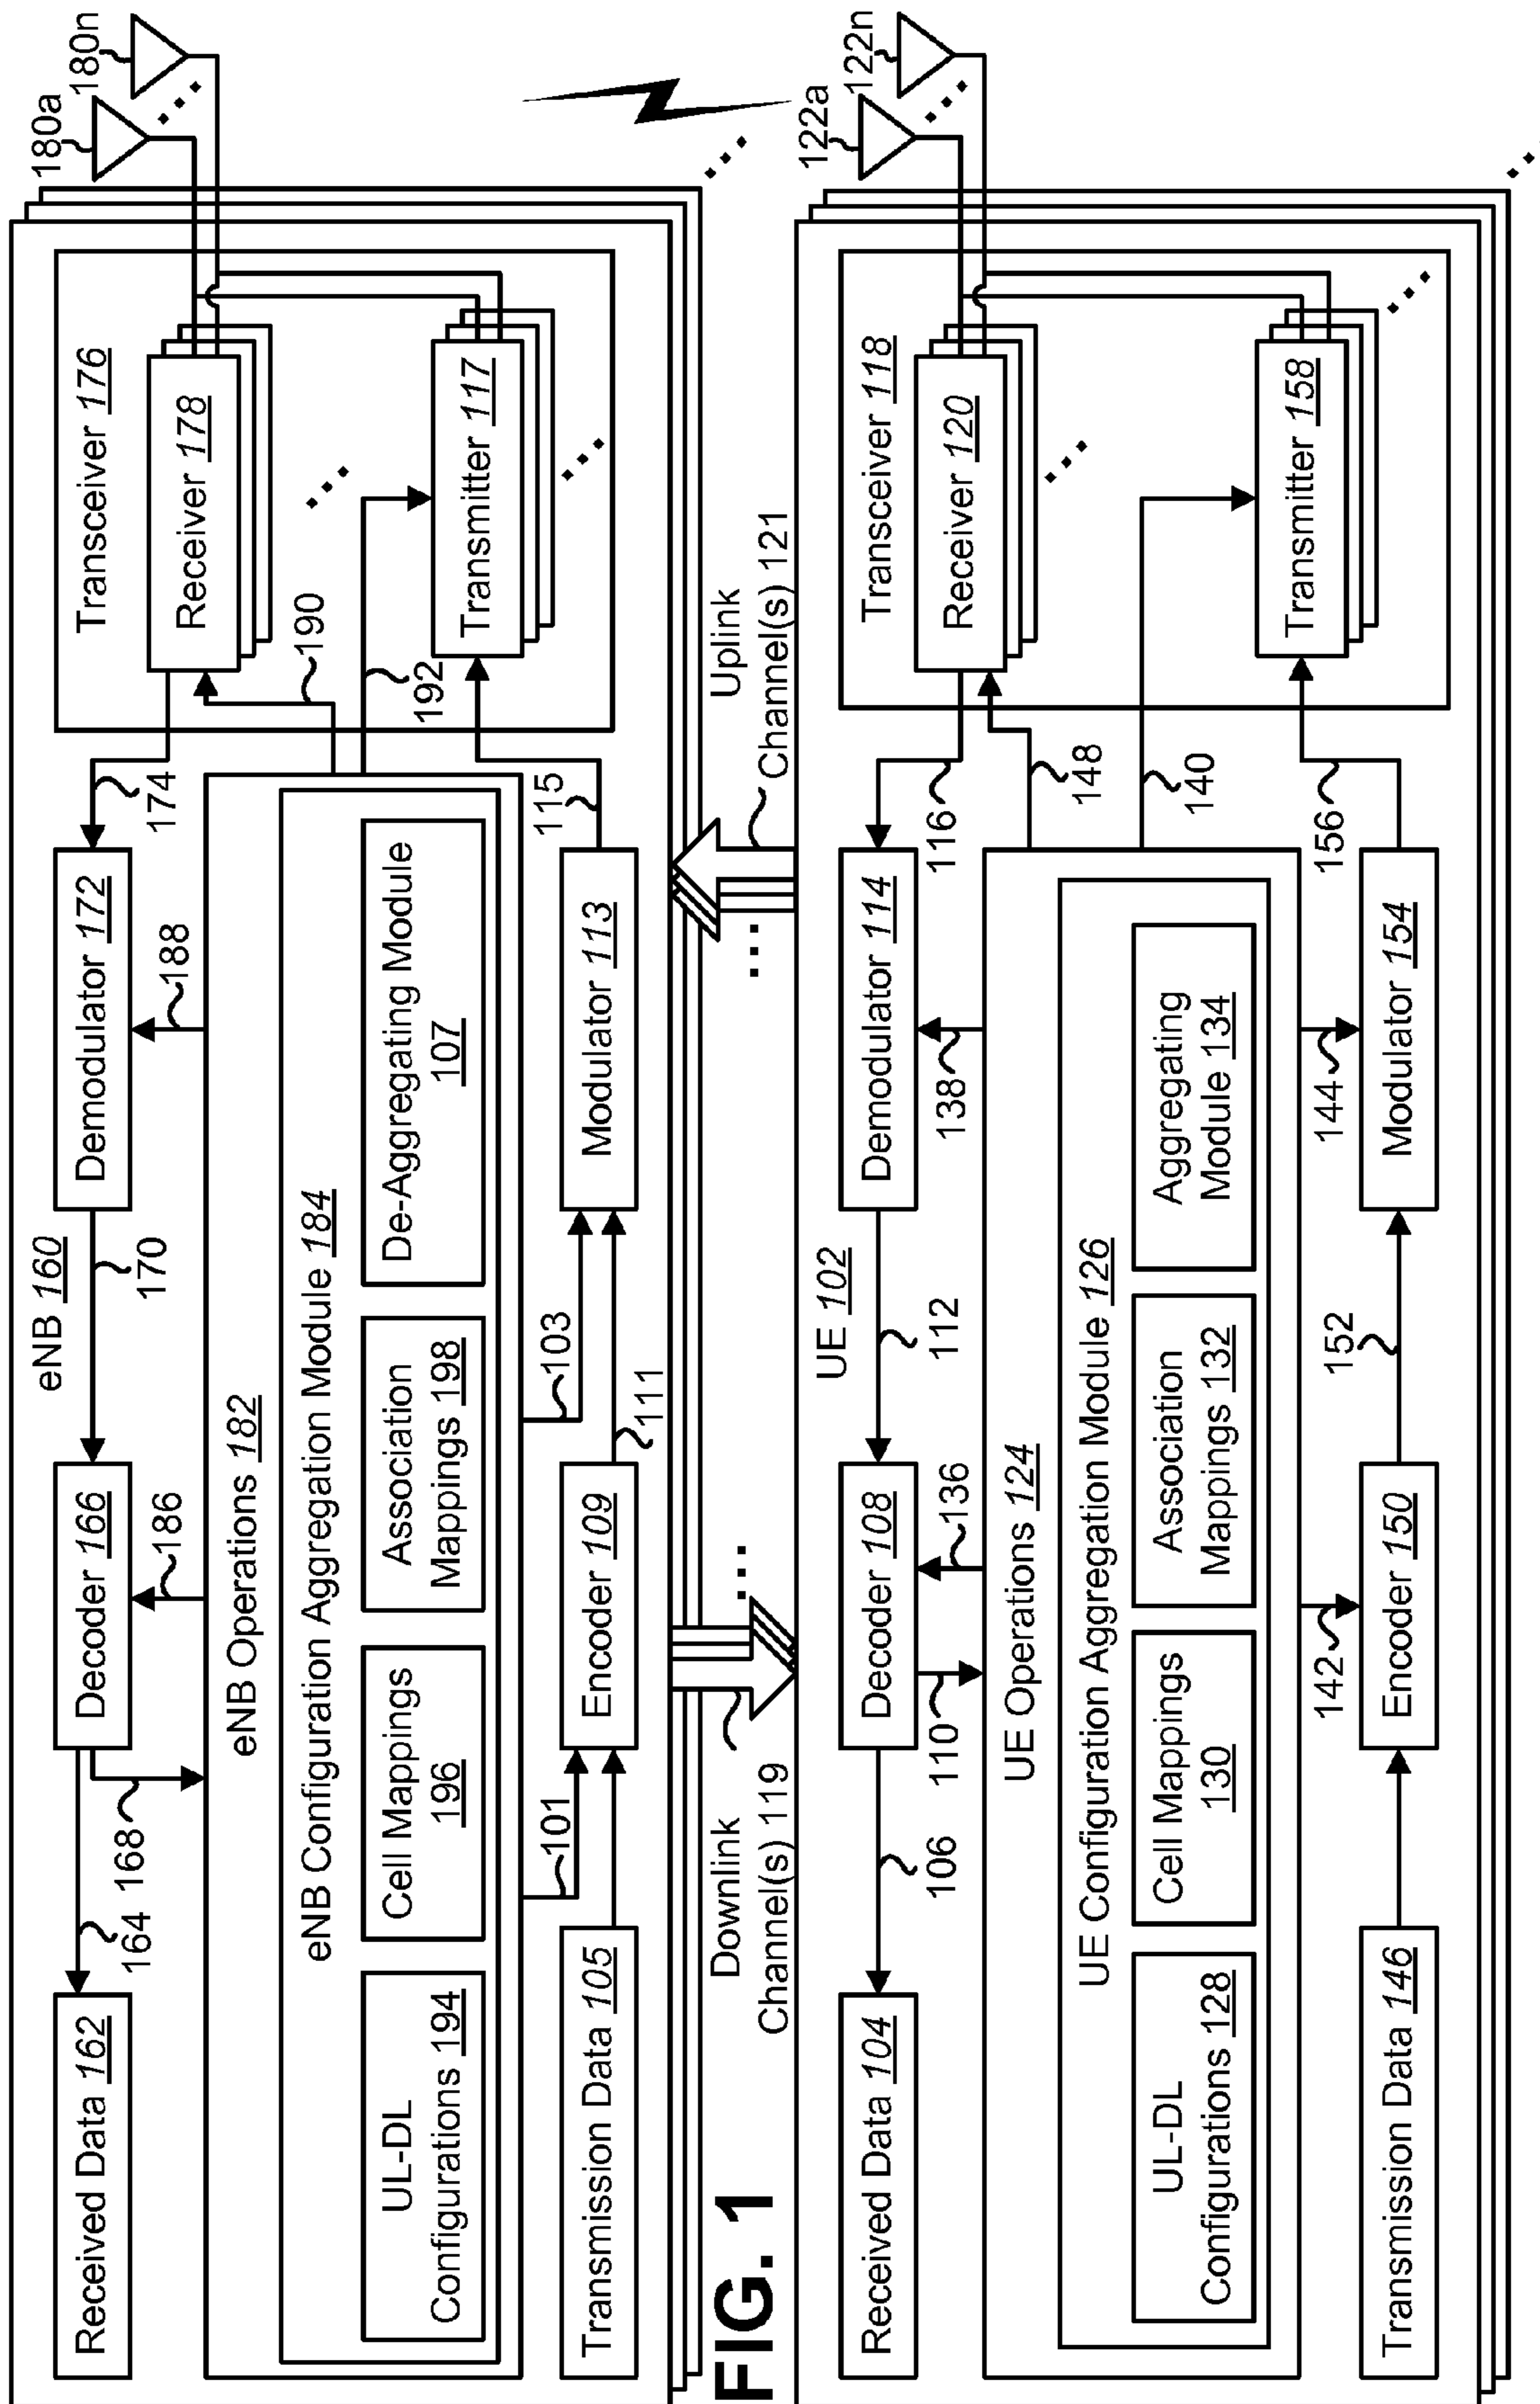 180a
180n
eNB 160
Transceiver 176
Received Data 162
164
168
Decoder 166
170
Demodulator 172
174
Receiver 178
186
188
190
eNB Operations 182
eNB Configuration Aggregation Module 184
UL-DL
Configurations 194
Cell Mappings
196
Association
Mappings 198
De-Aggregating Module
107
192
Transmitter 117
101
103
115
Transmission Data 105
Encoder 109
111
Modulator 113
FIG. 1
Downlink
Channel(s) 119
...
...
Uplink
Channel(s) 121
122a
122n
UE 102
Transceiver 118
Received Data 104
106
Decoder 108
112
Demodulator 114
116
Receiver 120
110
136
138
148
UE Operations 124
UE Configuration Aggregation Module 126
UL-DL
Configurations 128
Cell Mappings
130
Association
Mappings 132
Aggregating
Module 134
140
142
144
156
Transmission Data 146
Encoder 150
152
Modulator 154
Transmitter 158